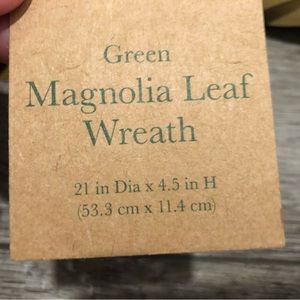 Green
Magnolia Leaf
Wreath
21 in Dia x 4.5 in H
(53.3 cm x 11.4 cm)